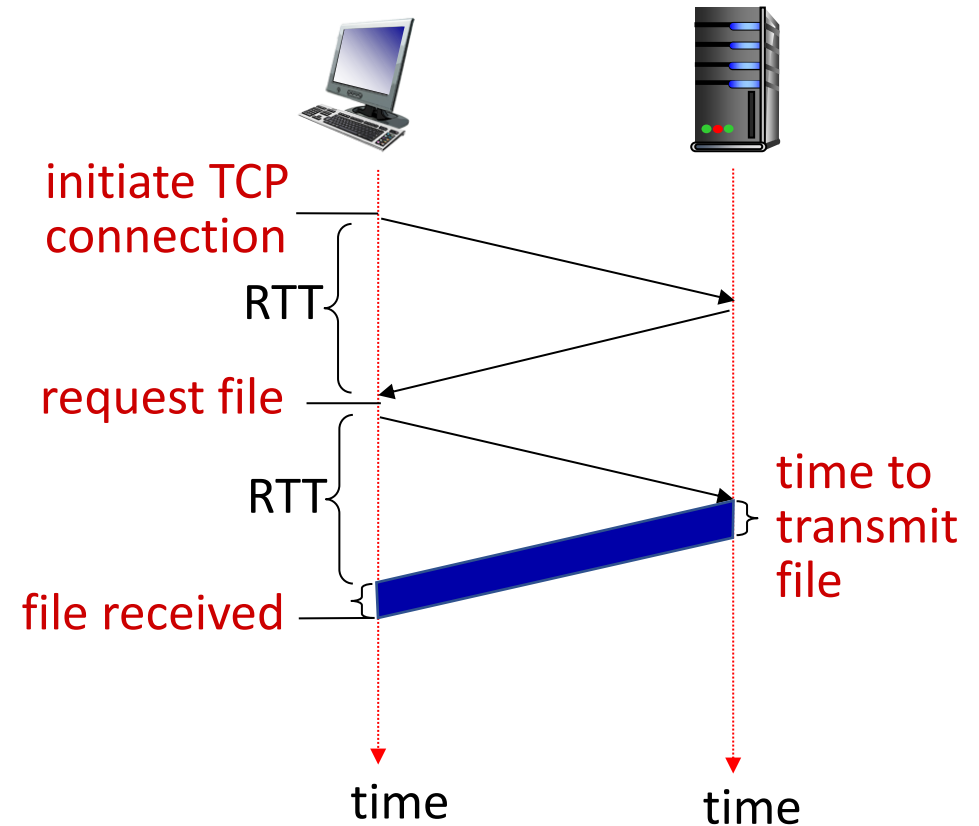 initiate TCP
connection
RTT
request file
RTT
time to
transmit
file
file received
time
time